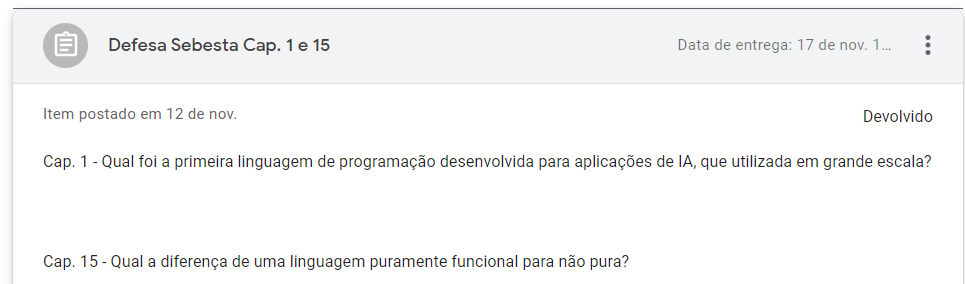 Defesa Sebesta Cap. 1 e 15
Data de entrega: 17 de nov. 1...
Item postado em 12 de nov.
Devolvido
Cap. 1 - Qual foi a primeira linguagem de programação desenvolvida para aplicações de IA, que utilizada em grande escala?
Cap. 15 - Qual a diferença de uma linguagem puramente funcional para não pura?